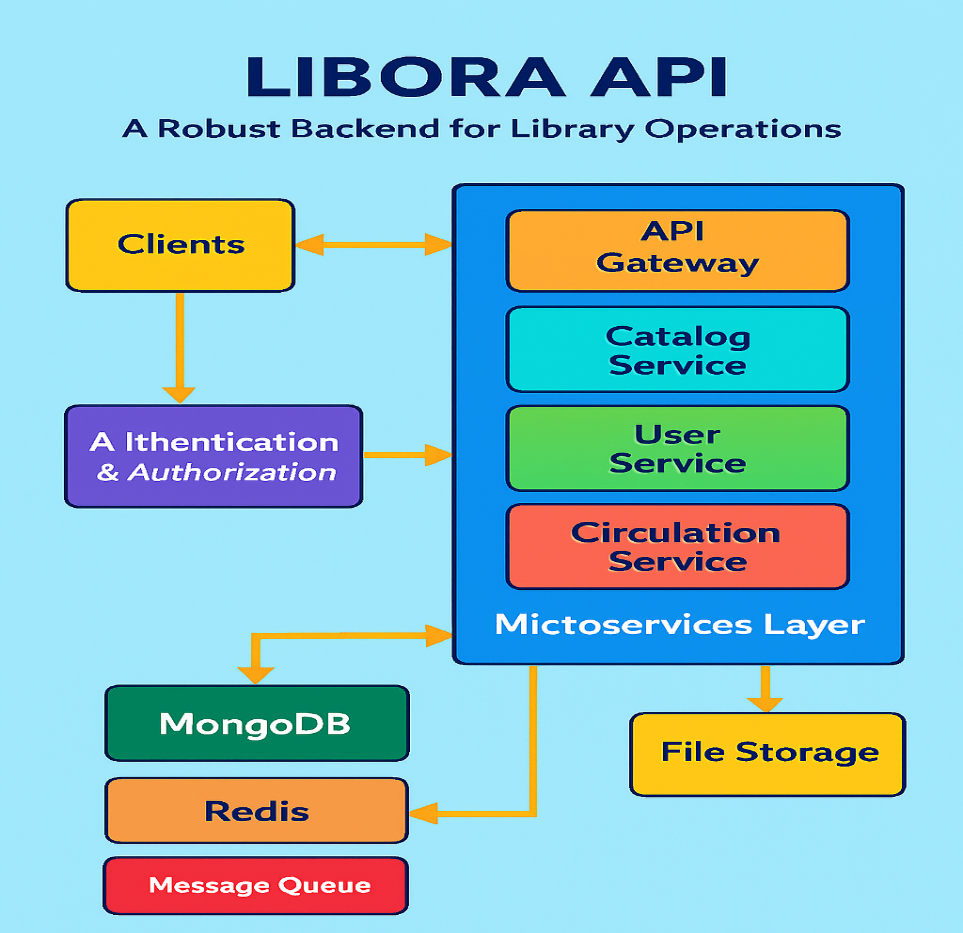 LIBORA API
A Robust Backend for Library Operations
Clients
API
Gateway
Catalog
Service
User
Service
Circulation
Service
Mictoservices Layer
A lthentication
& Authorization
MongoDB
Redis
Message Queue
File Storage